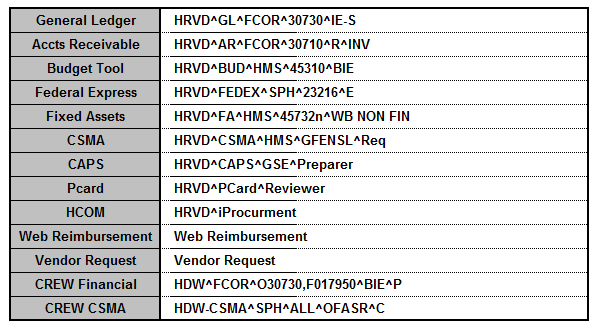 General Ledger HRVD^GL^FCOR^30730^IE-S
Accts Receivable HRVD^AR^FCOR^30710^R^INV
Budget Tool HRVD^BUD^HMS^45310^BIE
Federal Express HRVD^FEDEX^SPH^23216^E
Fixed Assets HRVD^FA^HMS^45732n^WB NON FIN
CSMA HRVD^CSMA^HMS^GFENSL^Req
CAPS HRVD^CAPS^GSE^Preparer
Pcard HRVD^PCard^Reviewer
HCOM HRVD^iProcurment
Web Reimbursement Web Reimbursement
Vendor Request Vendor Request
CREW Financial HDW^FCOR^O30730,F017950^BIE^P
CREW CSMA HDW-CSMA^SPH^ALL^OFASR^C